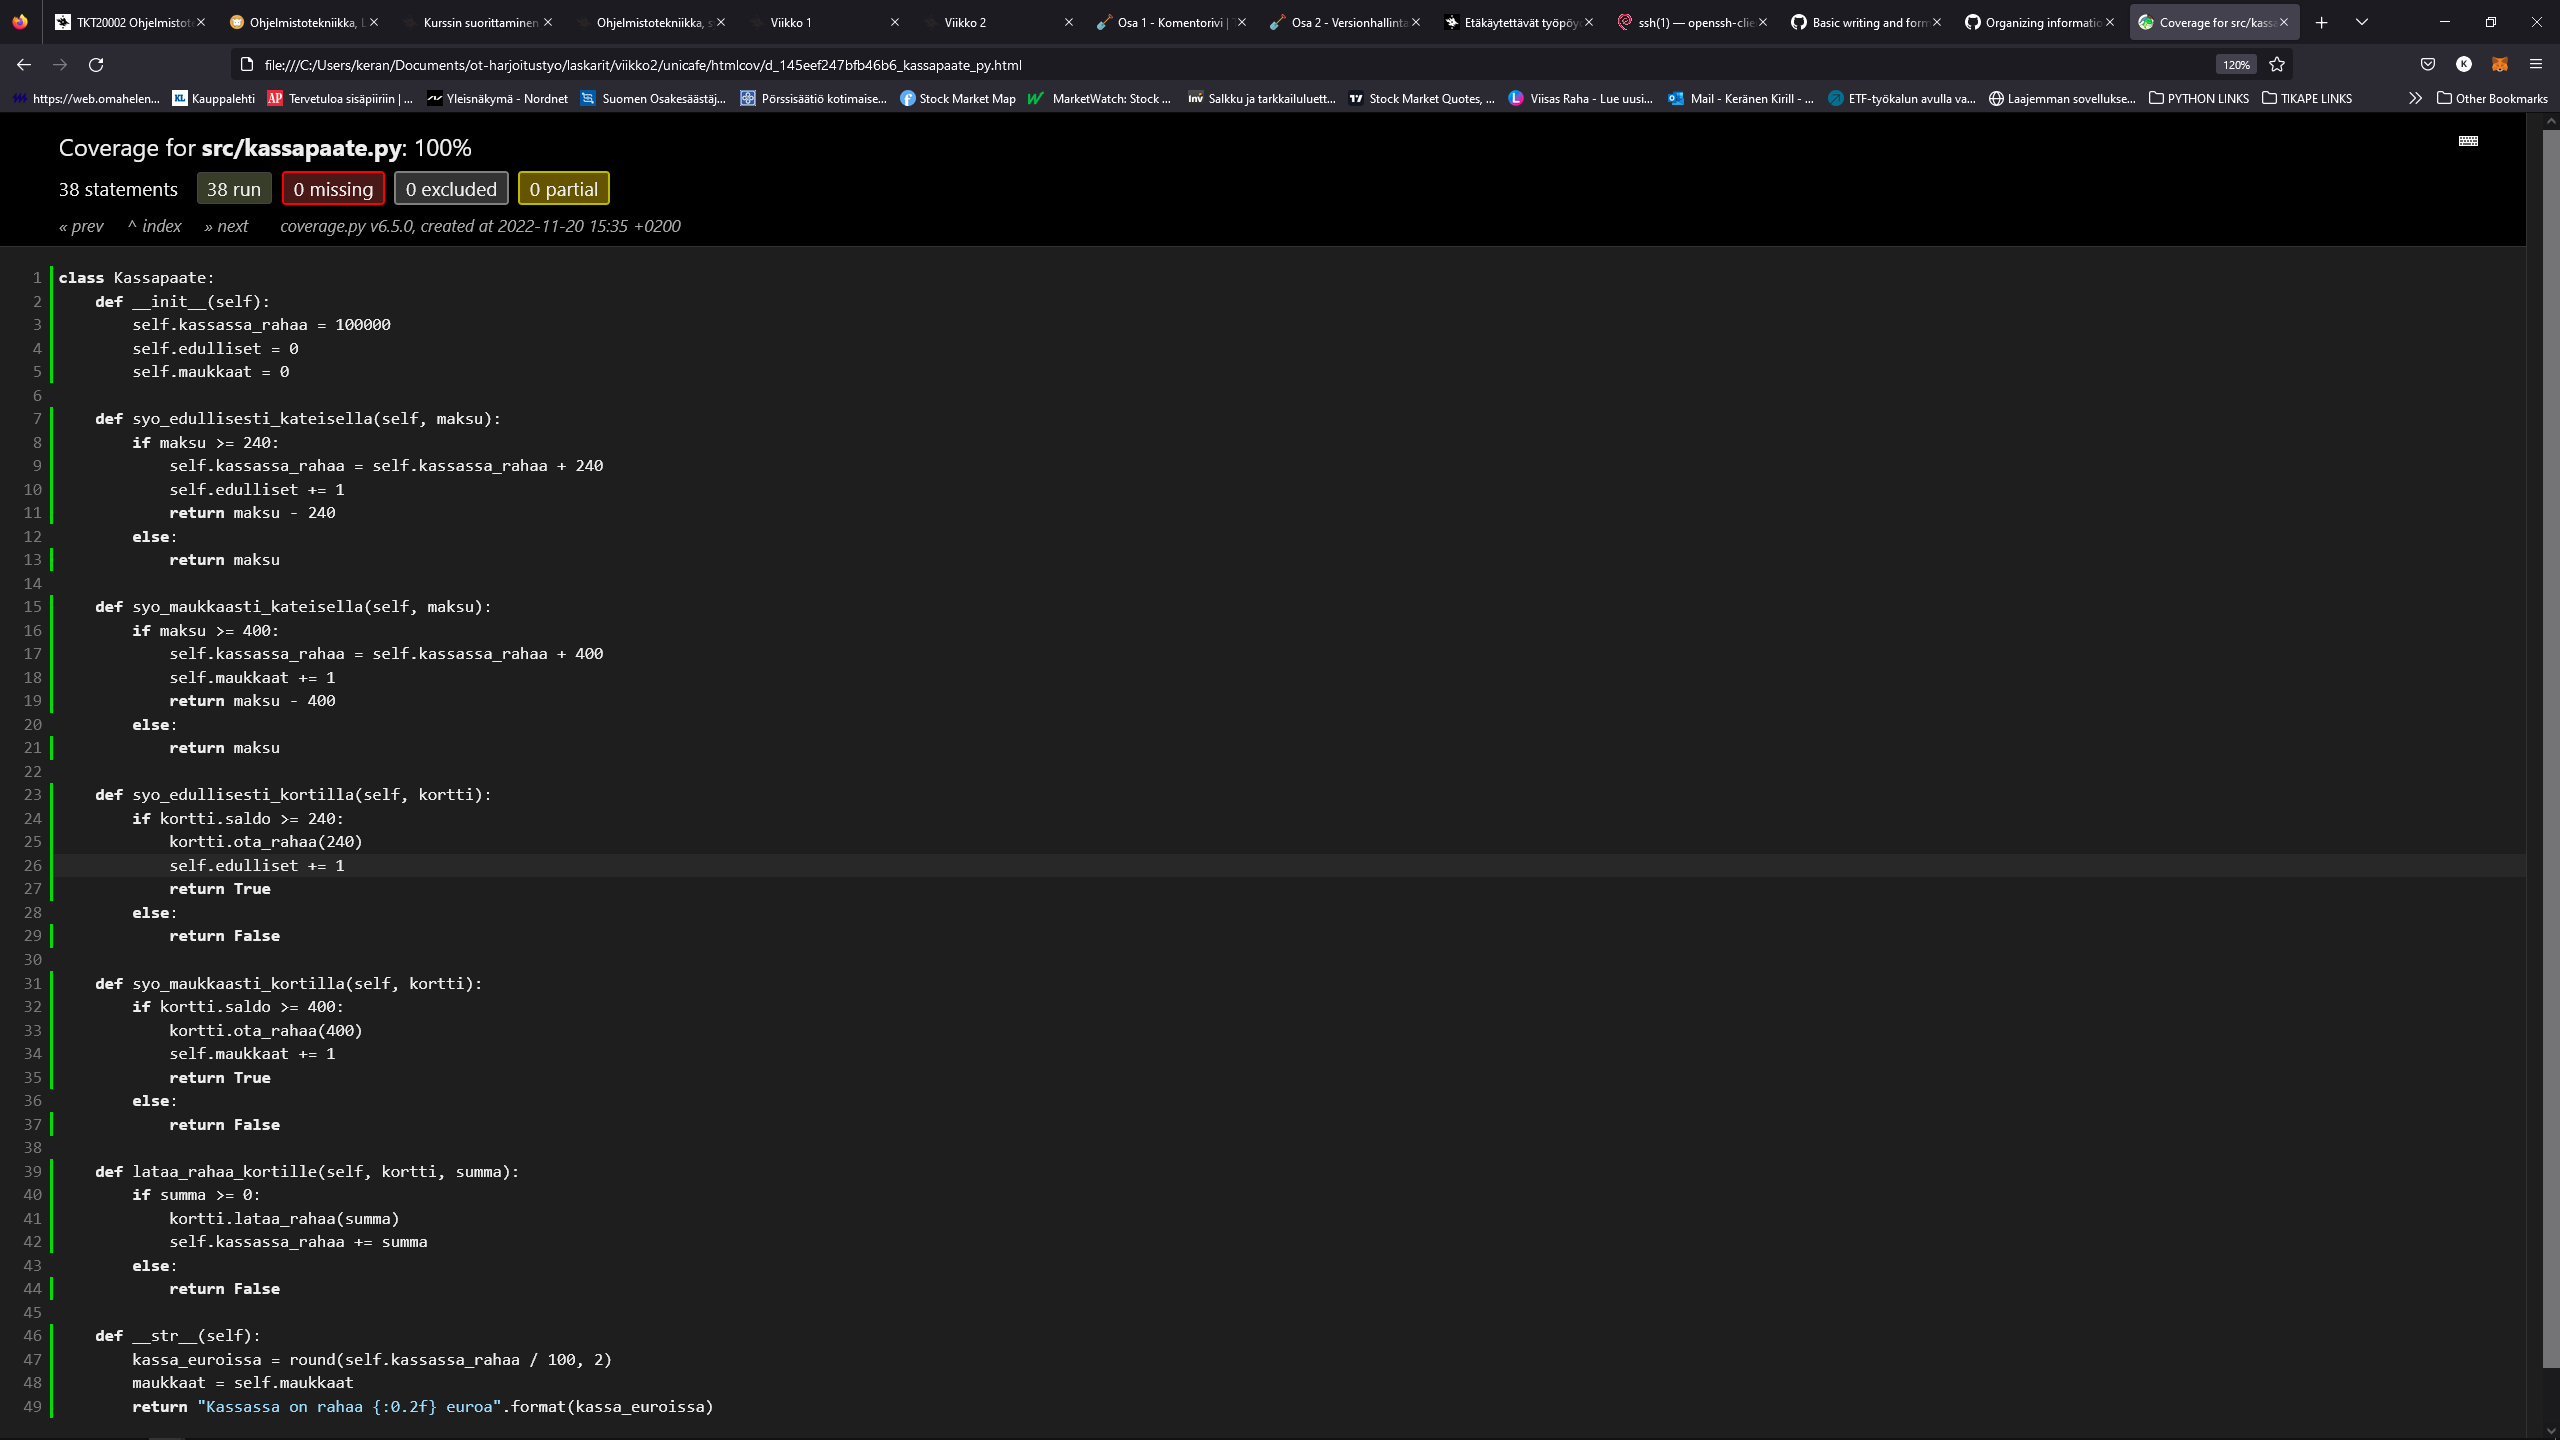 TKT20002 Ohjelmistote
Ohjelmistotekniikka, L
Kurssin suorittaminen
Ohjelmistotekniikka, s
Viikko 1
Viikko 2
Osa 1 - Komentorivi |
Osa 2 - Versionhallinta
Etäkäytettävät työpöy
ssh(1) — openssh-clie
Basic writing and form
Organizing informatio
Coverage for src/kassa
file:///C:/Users/keran/Documents/ot-harjoitustyo/laskarit/viikko2/unicafe/htmlcov/d_145eef247bfb46b6_kassapaate_py.html
120%
K
https://web.omahelen...
KL Kauppalehti
AP Tervetuloa sisäpiiriin | ...
Yleisnäkymä - Nordnet
Suomen Osakesäästäj...
Pörssisäätiö kotimaise...
Stock Market Map
MarketWatch: Stock ...
Inv Salkku ja tarkkailuluett...
Stock Market Quotes, ...
L Viisas Raha - Lue uusi...
Mail - Keränen Kirill - ...
ETF-työkalun avulla va...
Laajemman sovellukse...
PYTHON LINKS
TIKAPE LINKS
Other Bookmarks
Coverage for src/kassapaate.py: 100%
38 statements 38 run 0 missing 0 excluded 0 partial
« prev ^ index » next coverage.py v6.5.0, created at 2022-11-20 15:35 +0200
1 class Kassapaate:
2 def __init__(self):
3 self.kassassa_rahaa = 100000
4 self.edulliset = 0
5 self.maukkaat = 0
6
7 def syo_edullisesti_kateisella(self, maksu):
8 if maksu >= 240:
9 self.kassassa_rahaa = self.kassassa_rahaa + 240
10 self.edulliset += 1
11 return maksu - 240
12 else:
13 return maksu
14
15 def syo_maukkaasti_kateisella(self, maksu):
16 if maksu >= 400:
17 self.kassassa_rahaa = self.kassassa_rahaa + 400
18 self.maukkaat += 1
19 return maksu - 400
20 else:
21 return maksu
22
23 def syo_edullisesti_kortilla(self, kortti):
24 if kortti.saldo >= 240:
25 kortti.ota_rahaa(240)
26 self.edulliset += 1
27 return True
28 else:
29 return False
30
31 def syo_maukkaasti_kortilla(self, kortti):
32 if kortti.saldo >= 400:
33 kortti.ota_rahaa(400)
34 self.maukkaat += 1
35 return True
36 else:
37 return False
38
39 def lataa_rahaa_kortille(self, kortti, summa):
40 if summa >= 0:
41 kortti.lataa_rahaa(summa)
42 self.kassassa_rahaa += summa
43 else:
44 return False
45
46 def __str__(self):
47 kassa_euroissa = round(self.kassassa_rahaa / 100, 2)
48 maukkaat = self.maukkaat
49 return "Kassassa on rahaa {:0.2f} euroa".format(kassa_euroissa)